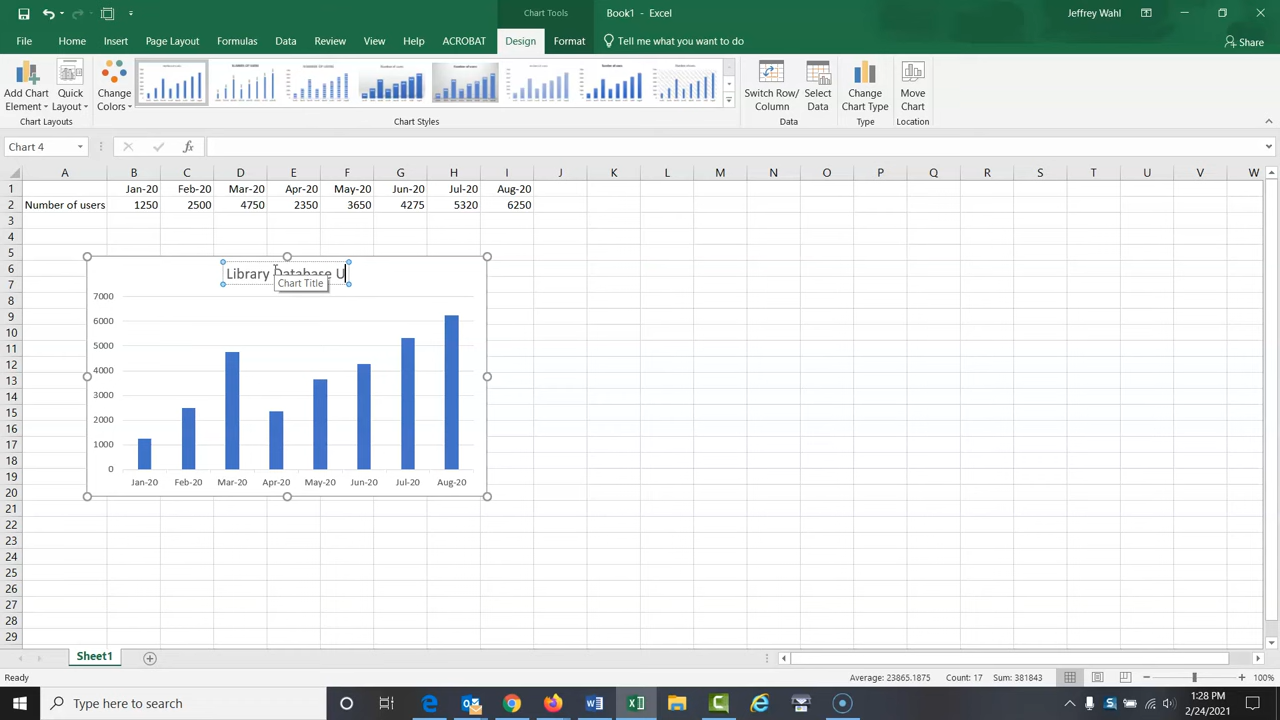 Chart Tools
Book1 - Excel
Jeffrey Wahl
File Home Insert Page Layout Formulas Data Review View Help ACROBAT Design Format Tell me what you want to do Share
Add Chart Element
Quick Layout
Change Colors
Switch Row/ Column
Select Data
Change Chart Type
Move Chart
Chart Layouts
Chart Styles
Data
Type
Location
Chart 4
fx
A B C D E F G H I J K L M N O P Q R S T U V W
1 Jan-20 Feb-20 Mar-20 Apr-20 May-20 Jun-20 Jul-20 Aug-20
2 Number of users 1250 2500 4750 2350 3650 4275 5320 6250
3
4
5
6
7
8
9
10
11
12
13
14
15
16
17
18
19
20
21
22
23
24
25
26
27
28
29
Library Database U
Chart Title
7000
6000
5000
4000
3000
2000
1000
0
Jan-20 Feb-20 Mar-20 Apr-20 May-20 Jun-20 Jul-20 Aug-20
Sheet1
Ready
Average: 23865.1875 Count: 17 Sum: 381843
100%
Type here to search
1:28 PM
2/24/2021